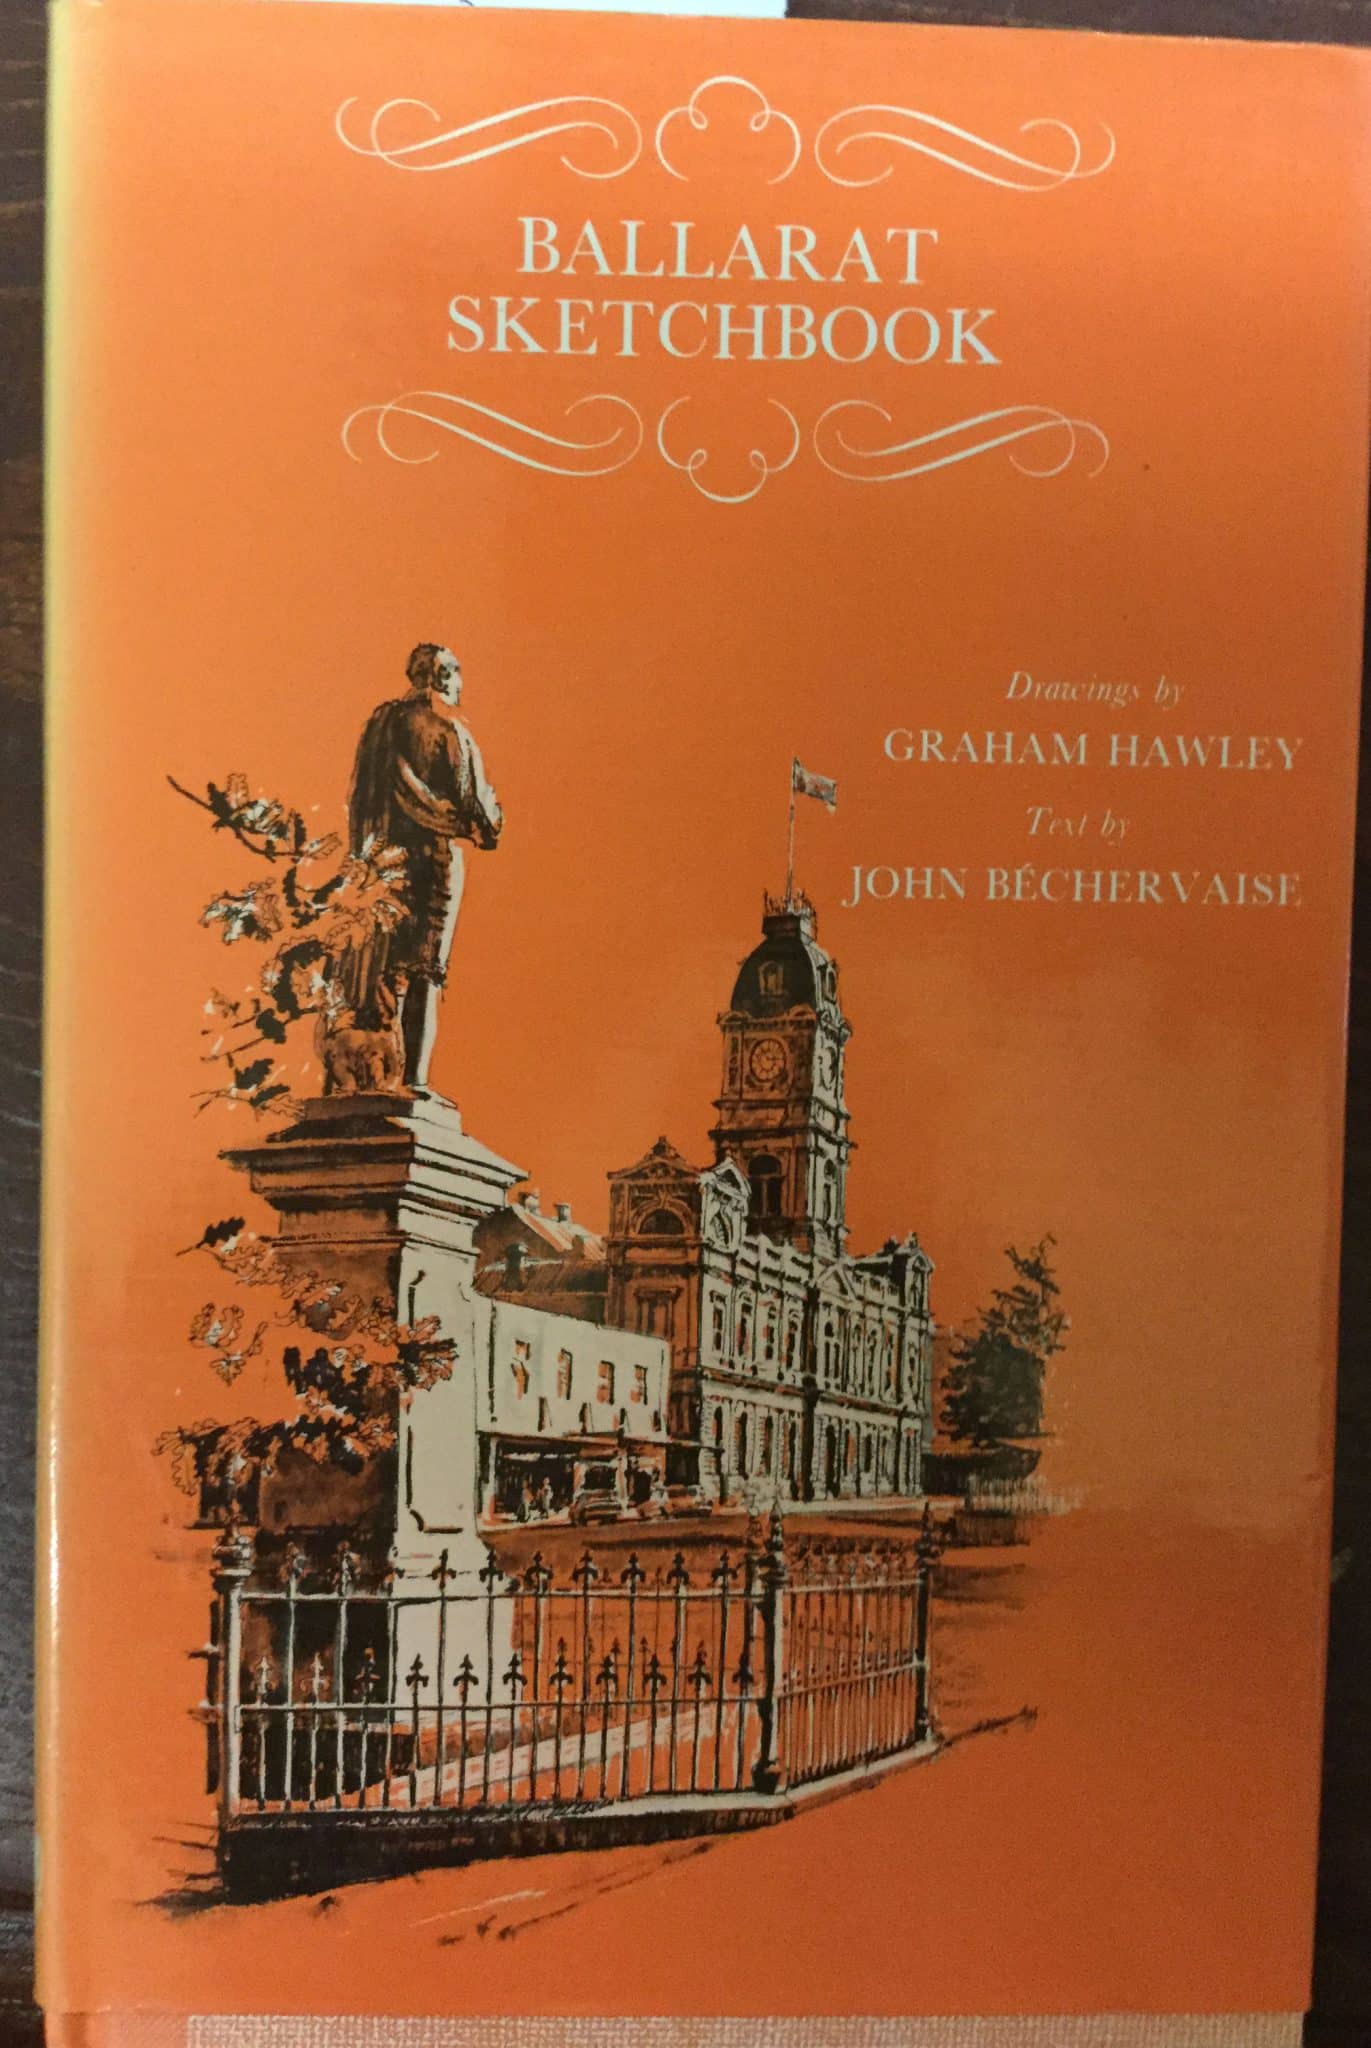 BALLARAT
SKETCHBOOK
Drawings by
GRAHAM HAWLEY
Text by
JOHN BÉCHERVAISE